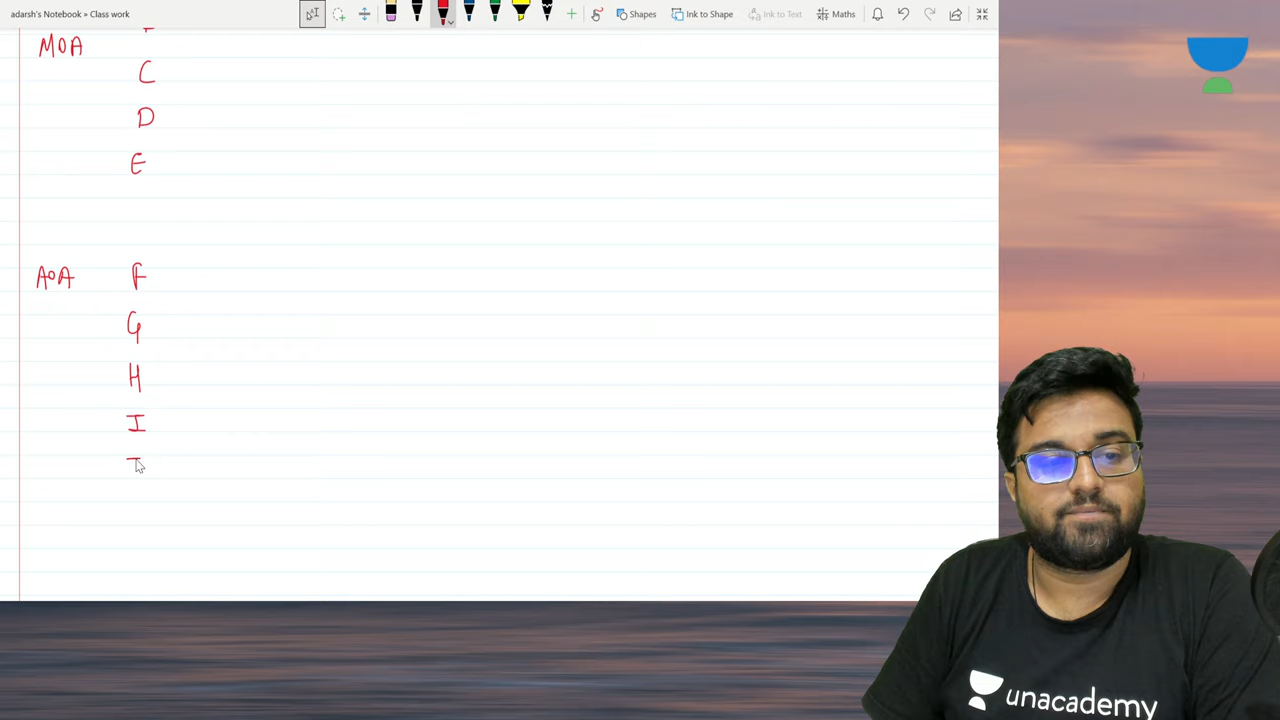 adarsh's Notebook » Class work
Shapes
Ink to Shape
Ink to Text
Maths
MOA
C
D
E
AOA F
G
H
I
unacademy